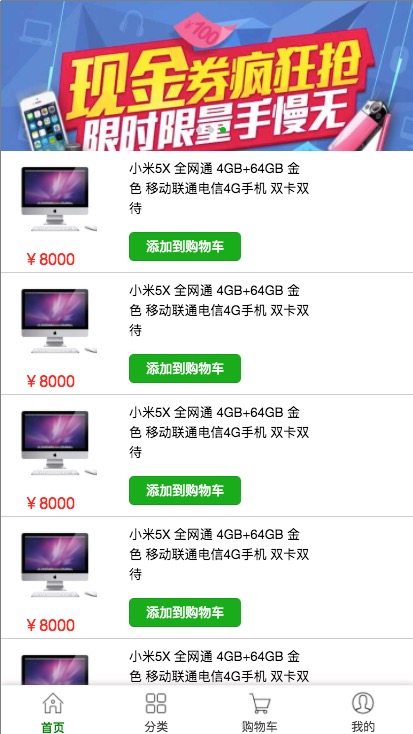 ¥100
现金券疯狂抢
限时限量手慢无
小米5X 全网通 4GB+64GB 金
色 移动联通电信4G手机 双卡双
待
¥8000
添加到购物车
小米5X 全网通 4GB+64GB 金
色 移动联通电信4G手机 双卡双
待
¥8000
添加到购物车
小米5X 全网通 4GB+64GB 金
色 移动联通电信4G手机 双卡双
待
¥8000
添加到购物车
小米5X 全网通 4GB+64GB 金
色 移动联通电信4G手机 双卡双
待
¥8000
添加到购物车
小米5X 全网通 4GB+64GB 金
色 移动联通电信4G手机 双卡双
首页
分类
购物车
我的